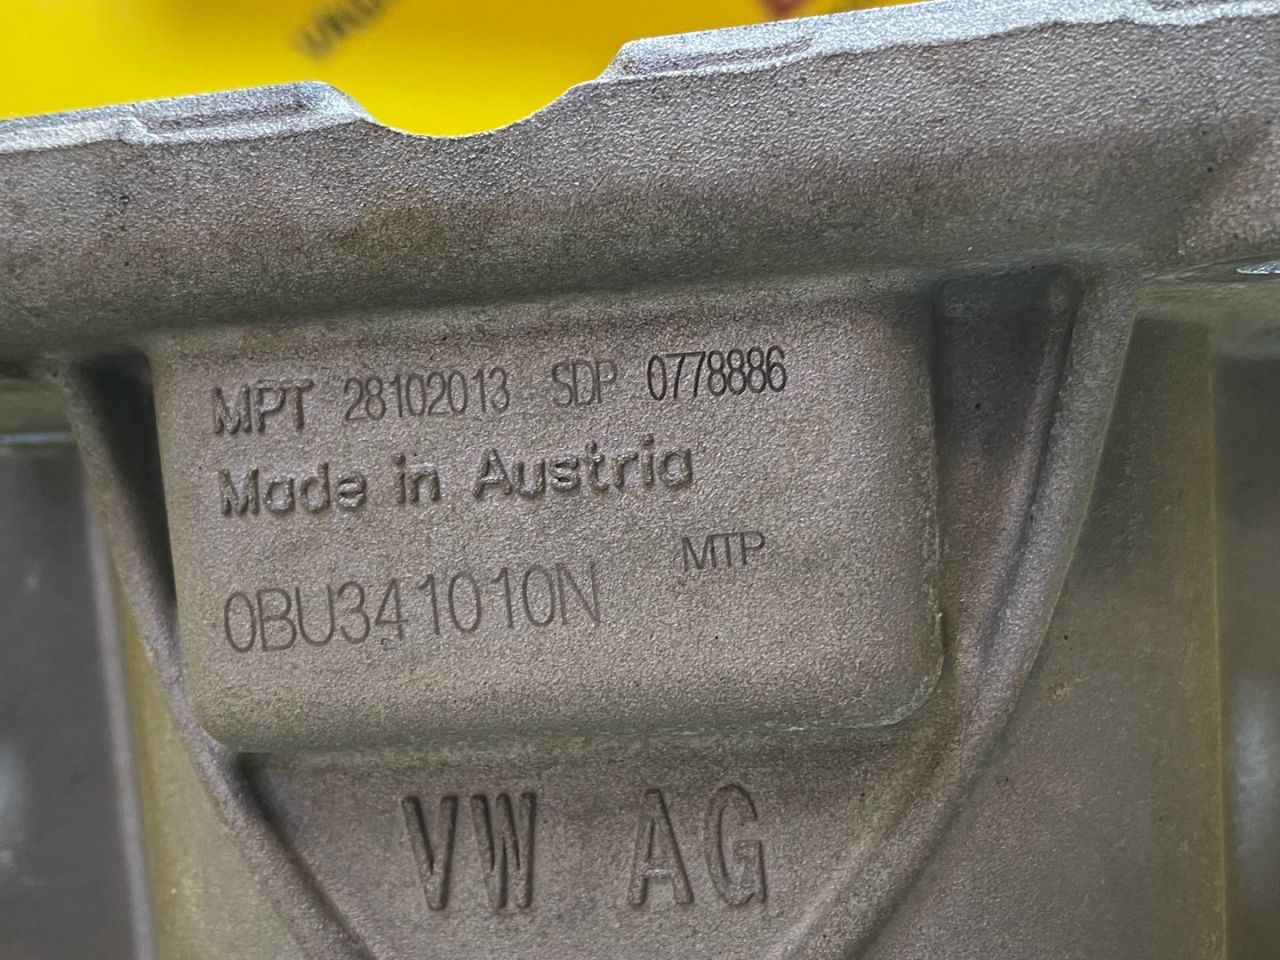 MPT 28102013 SDP 0778886
Made in Austria
MTP
0BU341010N
VW AG